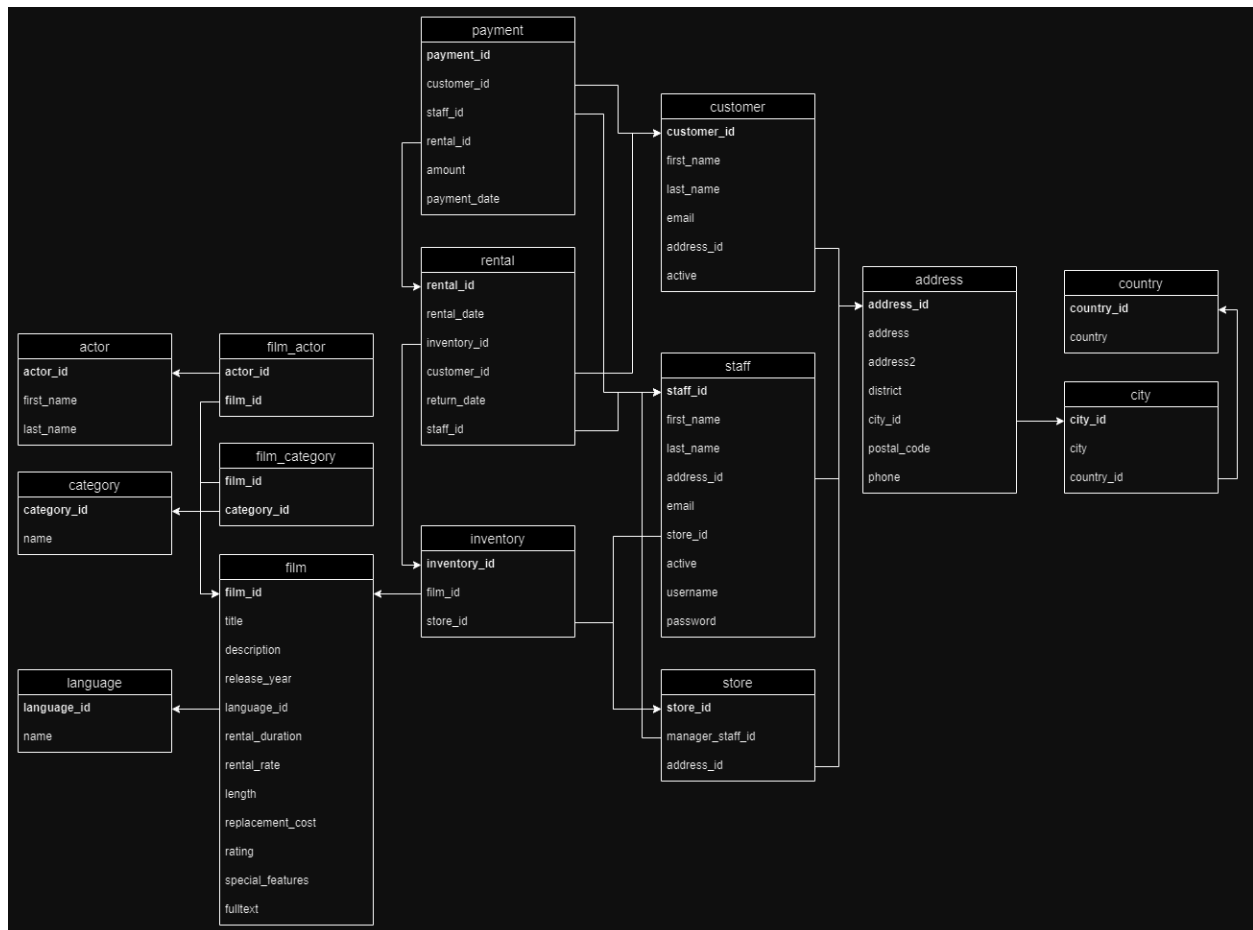 payment
payment_id
customer_id
staff_id
rental_id
amount
payment_date
customer
customer_id
first_name
last_name
email
address_id
active
rental
rental_id
rental_date
inventory_id
customer_id
return_date
staff_id
address
address_id
address
address2
district
city_id
postal_code
phone
country
country_id
country
actor
actor_id
first_name
last_name
film_actor
actor_id
film_id
staff
staff_id
first_name
last_name
address_id
email
store_id
active
username
password
city
city_id
city
country_id
film_category
film_id
category_id
category
category_id
name
inventory
inventory_id
film_id
store_id
film
film_id
title
description
release_year
language_id
rental_duration
rental_rate
length
replacement_cost
rating
special_features
fulltext
language
language_id
name
store
store_id
manager_staff_id
address_id